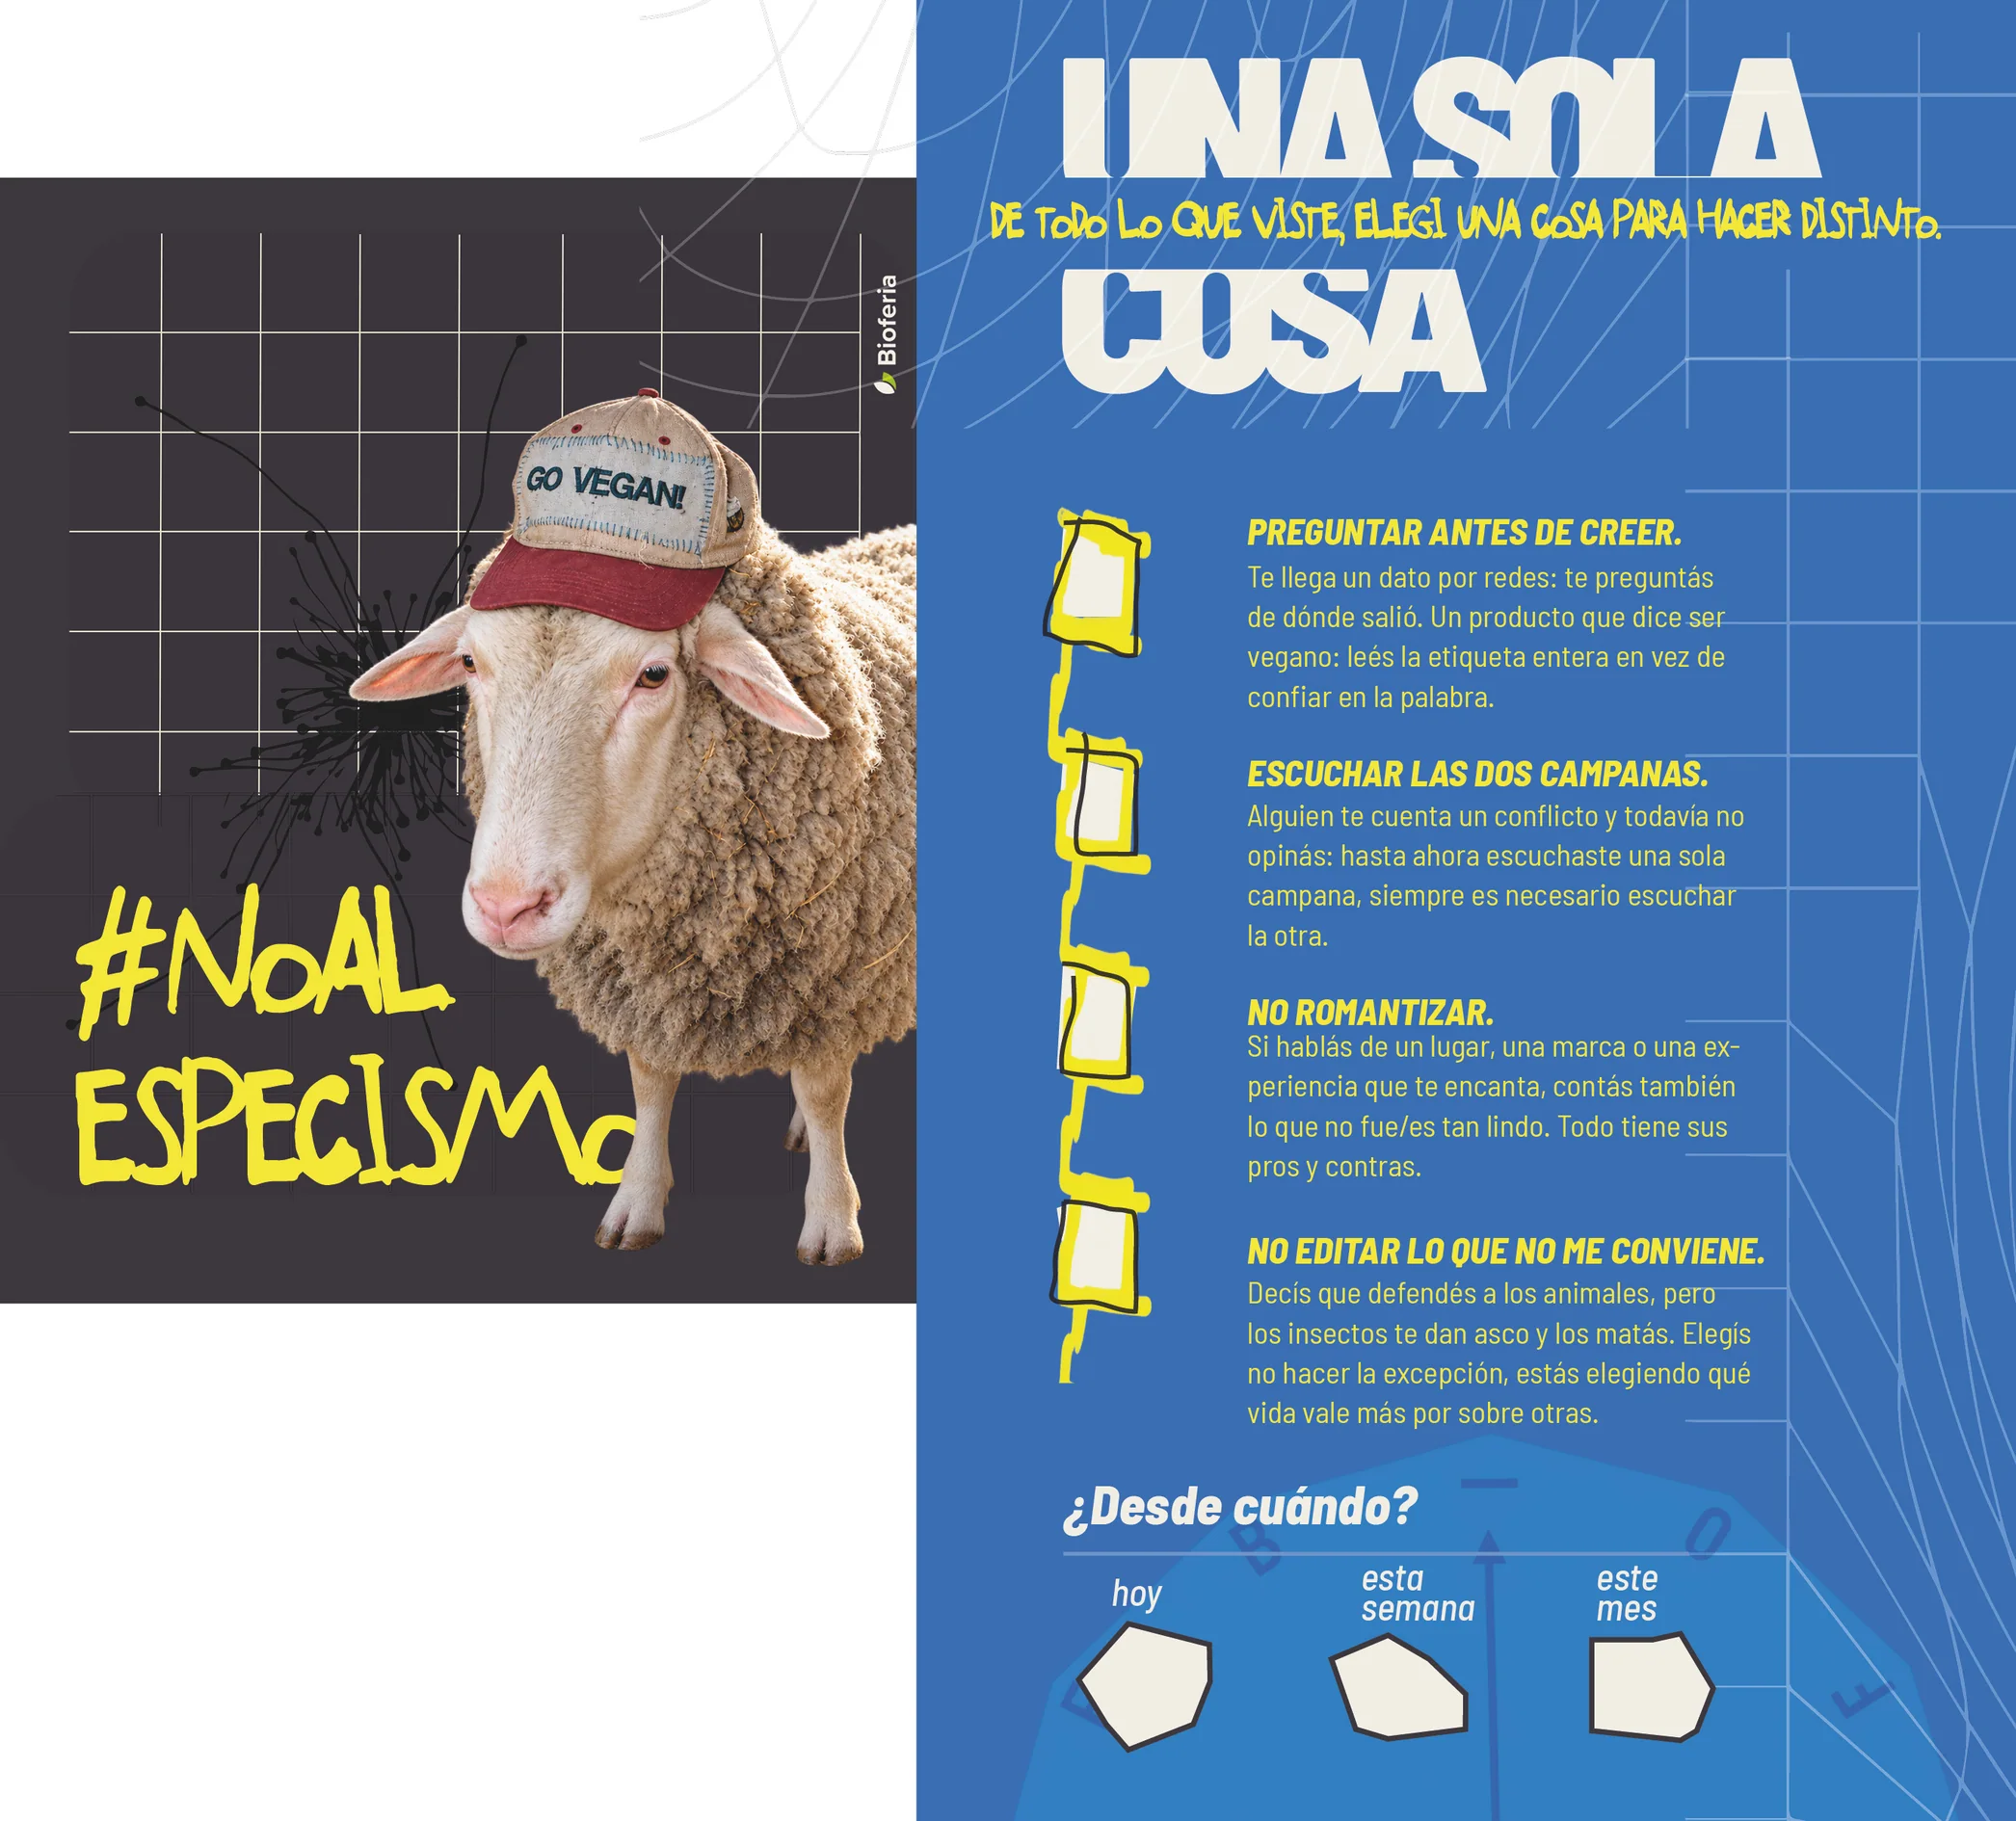 Bioferia
GO VEGAN!
#NoAL
ESPECISMo
UNA SOLA
DE ToDo Lo QUE VISTE, ELEGI UNA CoSA PARA HACER DISTINTo.
COSA
PREGUNTAR ANTES DE CREER.
Te llega un dato por redes: te preguntás
de dónde salió. Un producto que dice ser
vegano: leés la etiqueta entera en vez de
confiar en la palabra.
ESCUCHAR LAS DOS CAMPANAS.
Alguien te cuenta un conflicto y todavía no
opinás: hasta ahora escuchaste una sola
campana, siempre es necesario escuchar
la otra.
NO ROMANTIZAR.
Si hablás de un lugar, una marca o una ex-
periencia que te encanta, contás también
lo que no fue/es tan lindo. Todo tiene sus
pros y contras.
NO EDITAR LO QUE NO ME CONVIENE.
Decís que defendés a los animales, pero
los insectos te dan asco y los matás. Elegís
no hacer la excepción, estás elegiendo qué
vida vale más por sobre otras.
¿Desde cuándo?
B I O
hoy
esta
semana
este
mes
F